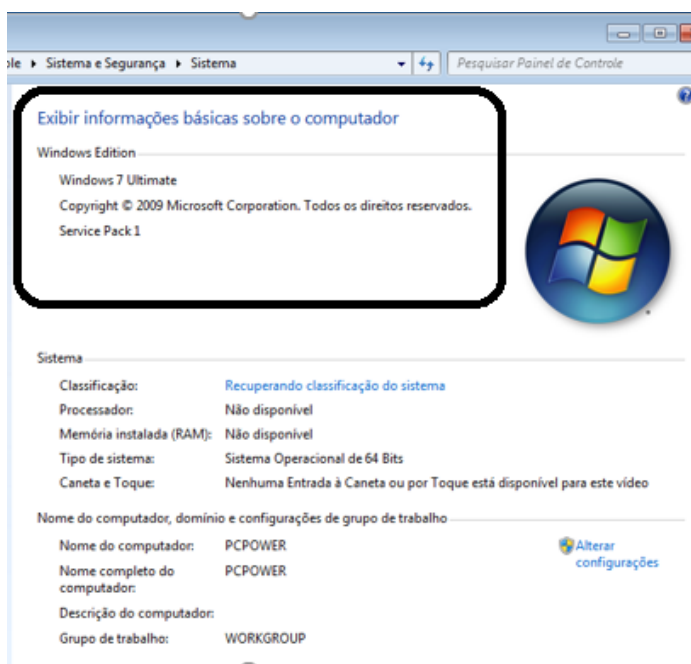 ole ▸ Sistema e Segurança ▸ Sistema
Pesquisar Painel de Controle
Exibir informações básicas sobre o computador
Windows Edition
Windows 7 Ultimate
Copyright © 2009 Microsoft Corporation. Todos os direitos reservados.
Service Pack 1
Sistema
Classificação: Recuperando classificação do sistema
Processador: Não disponível
Memória instalada (RAM): Não disponível
Tipo de sistema: Sistema Operacional de 64 Bits
Caneta e Toque: Nenhuma Entrada à Caneta ou por Toque está disponível para este vídeo
Nome do computador, domínio e configurações de grupo de trabalho
Nome do computador: PCPOWER Alterar
configurações
Nome completo do PCPOWER
computador:
Descrição do computador:
Grupo de trabalho: WORKGROUP